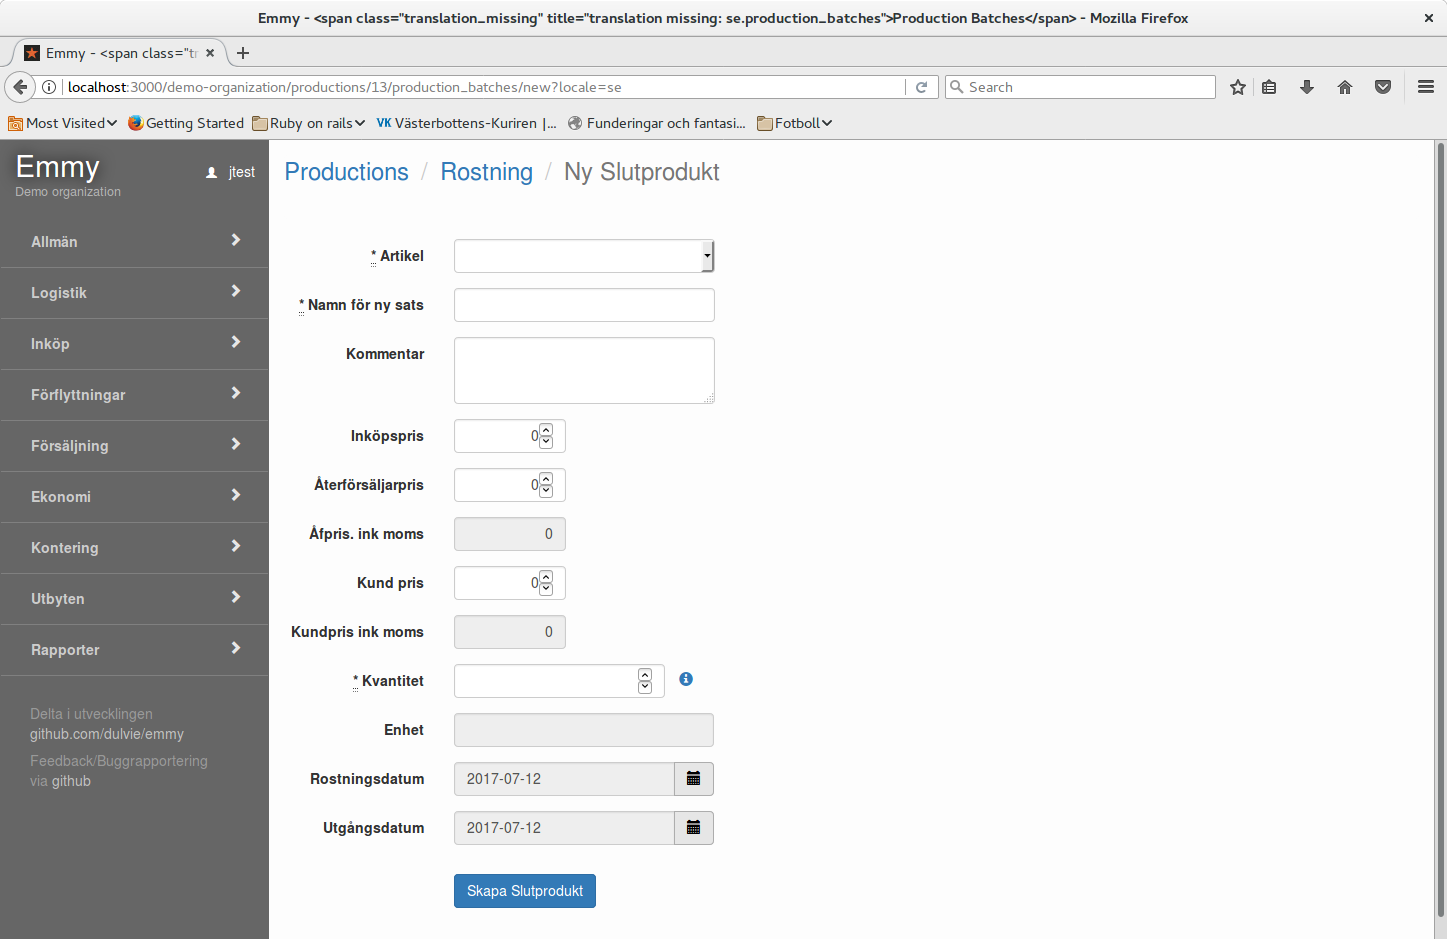 Emmy - <span class="translation_missing" title="translation missing: se.production_batches">Production Batches</span> - Mozilla Firefox
Emmy - <span class="tr
localhost:3000/demo-organization/productions/13/production_batches/new?locale=se
Search
Most Visited
Getting Started
Ruby on rails
VK Västerbottens-Kuriren |...
Funderingar och fantasi...
Fotboll
Emmy
jtest
Demo organization
Allmän
Logistik
Inköp
Förflyttningar
Försäljning
Ekonomi
Kontering
Utbyten
Rapporter
Delta i utvecklingen
github.com/dulvie/emmy
Feedback/Buggrapportering
via github
Productions / Rostning / Ny Slutprodukt
* Artikel
* Namn för ny sats
Kommentar
Inköpspris 0
Återförsäljarpris 0
Åfpris. ink moms 0
Kund pris 0
Kundpris ink moms 0
* Kvantitet
Enhet
Rostningsdatum 2017-07-12
Utgångsdatum 2017-07-12
Skapa Slutprodukt